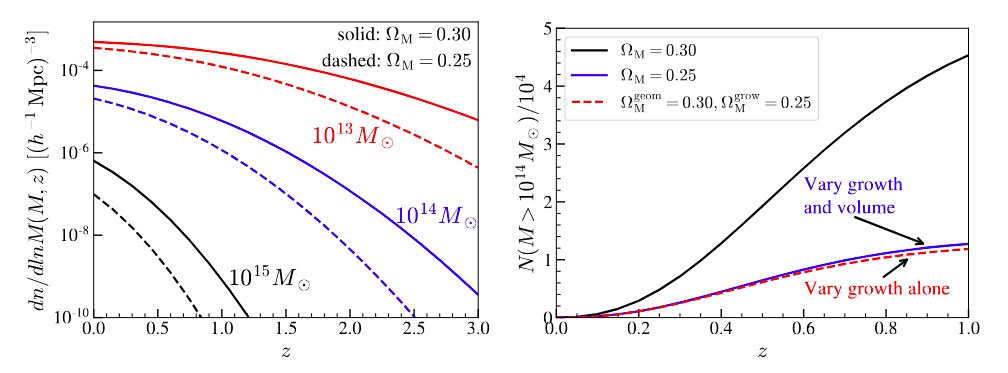 solid: Ω_M = 0.30
dashed: Ω_M = 0.25
10^13 M_⊙
10^14 M_⊙
10^15 M_⊙
dn/dlnM(M, z) [(h^−1 Mpc)^−3]
10^-4
10^-6
10^-8
10^-10
0.0 0.5 1.0 1.5 2.0 2.5 3.0
z
Ω_M = 0.30
Ω_M = 0.25
Ω_M^geom = 0.30, Ω_M^grow = 0.25
Vary growth
and volume
Vary growth alone
N(M > 10^14 M_⊙)/10^4
5
4
3
2
1
0
0.0 0.2 0.4 0.6 0.8 1.0
z